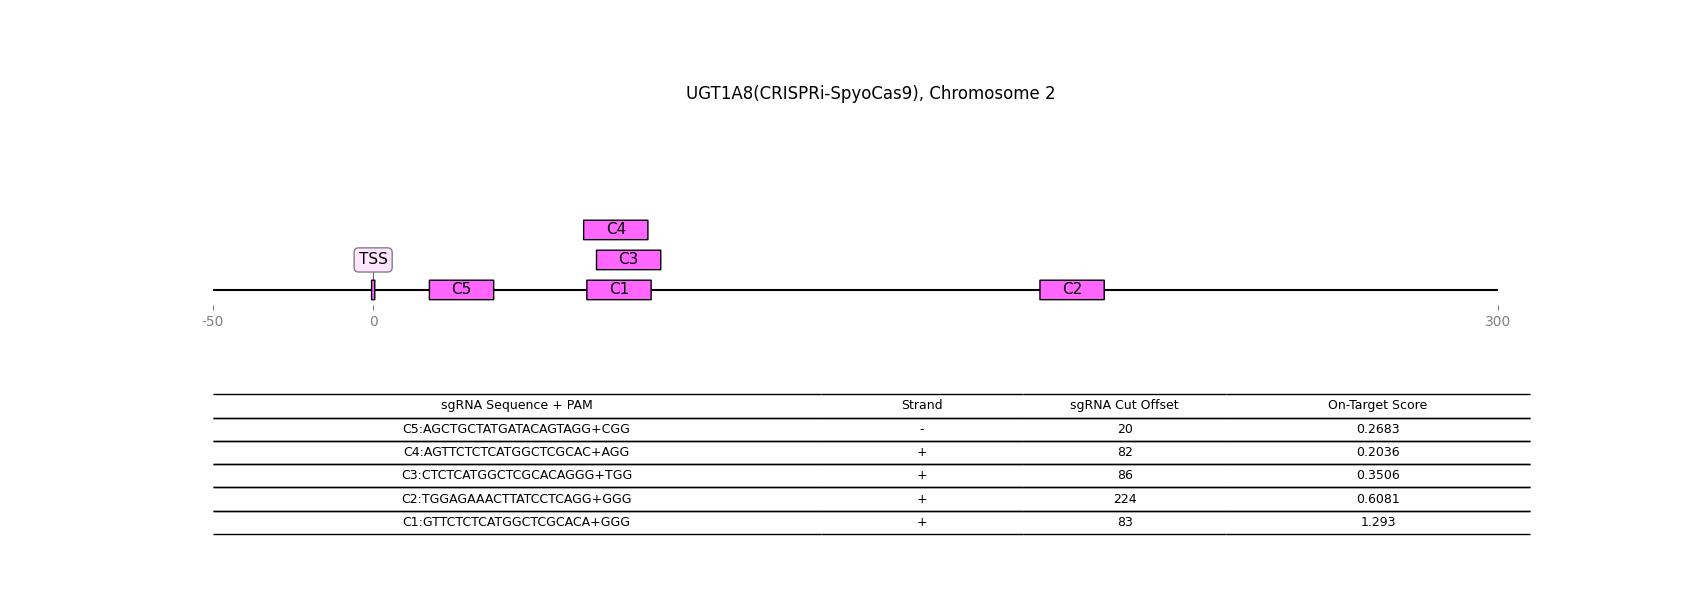 UGT1A8(CRISPRi-SpyoCas9), Chromosome 2
C4
TSS C3
C5 C1 C2
-50 0 300
sgRNA Sequence + PAM Strand sgRNA Cut Offset On-Target Score
C5:AGCTGCTATGATACAGTAGG+CGG - 20 0.2683
C4:AGTTCTCTCATGGCTCGCAC+AGG + 82 0.2036
C3:CTCTCATGGCTCGCACAGGG+TGG + 86 0.3506
C2:TGGAGAAACTTATCCTCAGG+GGG + 224 0.6081
C1:GTTCTCTCATGGCTCGCACA+GGG + 83 1.293